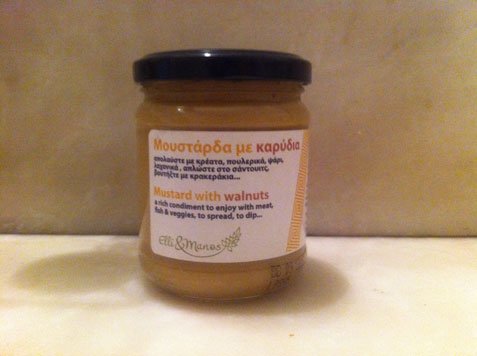 Μουστάρδα με καρύδια
απολαύστε με κρέατα, πουλερικά, ψάρι,
λαχανικά , απλώστε στο σάντουιτς,
βουτήξτε με κρακεράκια...
Mustard with walnuts
a rich condiment to enjoy with meat,
fish & veggies, to spread, to dip...
elli&Manos